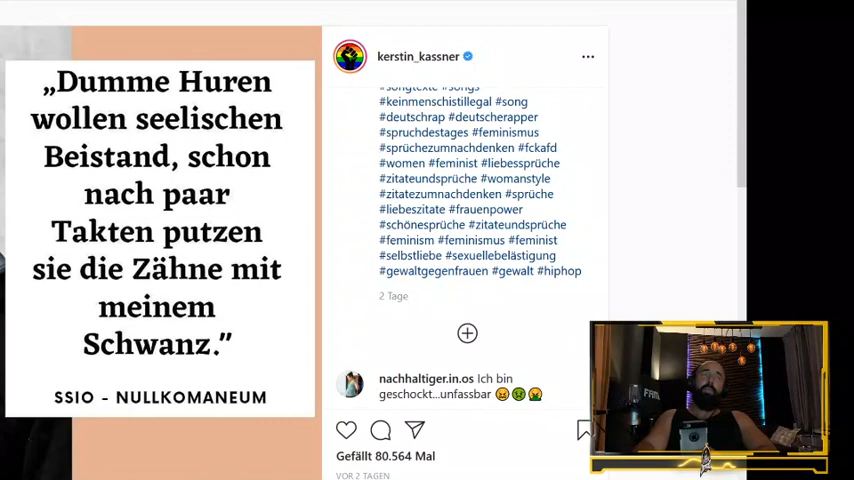 „Dumme Huren
wollen seelischen
Beistand, schon
nach paar
Takten putzen
sie die Zähne mit
meinem
Schwanz.”
SSIO - NULLKOMANEUM
kerstin_kassner
#songtexte #songs
#keinmenschistillegal #song
#deutschrap #deutscherapper
#spruchdestages #feminismus
#sprüchezumnachdenken #fckafd
#women #feminist #liebessprüche
#zitateundsprüche #womanstyle
#zitatezumnachdenken #sprüche
#liebeszitate #frauenpower
#schönesprüche #zitateundsprüche
#feminism #feminismus #feminist
#selbstliebe #sexuellebelästigung
#gewaltgegenfrauen #gewalt #hiphop
2 Tage
nachhaltiger.in.os Ich bin
geschockt...unfassbar 😖🤢🤮
Gefällt 80.564 Mal
VOR 2 TAGEN